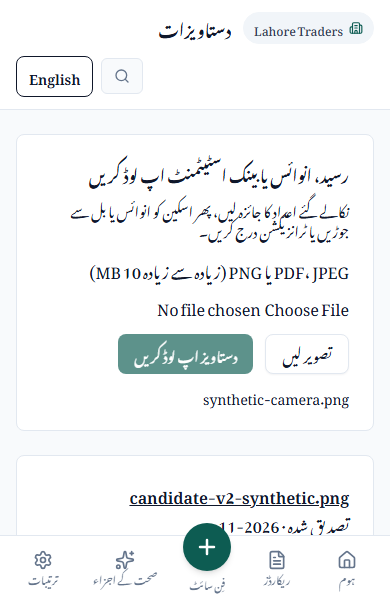 Lahore Traders
دستاویزات
English
رسید، انوائس یا بینک اسٹیٹمنٹ اپ لوڈ کریں
نکالے گئے اعداد کا جائزہ لیں، پھر اسکین کو انوائس یا بل سے
جوڑیں یا ٹرانزیکشن درج کریں۔
PDF، JPEG یا PNG (زیادہ سے زیادہ 10 MB)
Choose File No file chosen
تصویر لیں
دستاویز اپ لوڈ کریں
synthetic-camera.png
candidate-v2-synthetic.png
تصدیق شدہ · 2026-11-
ہوم
ریکارڈز
فِن سائٹ
صحت کے اجزاء
ترتیبات